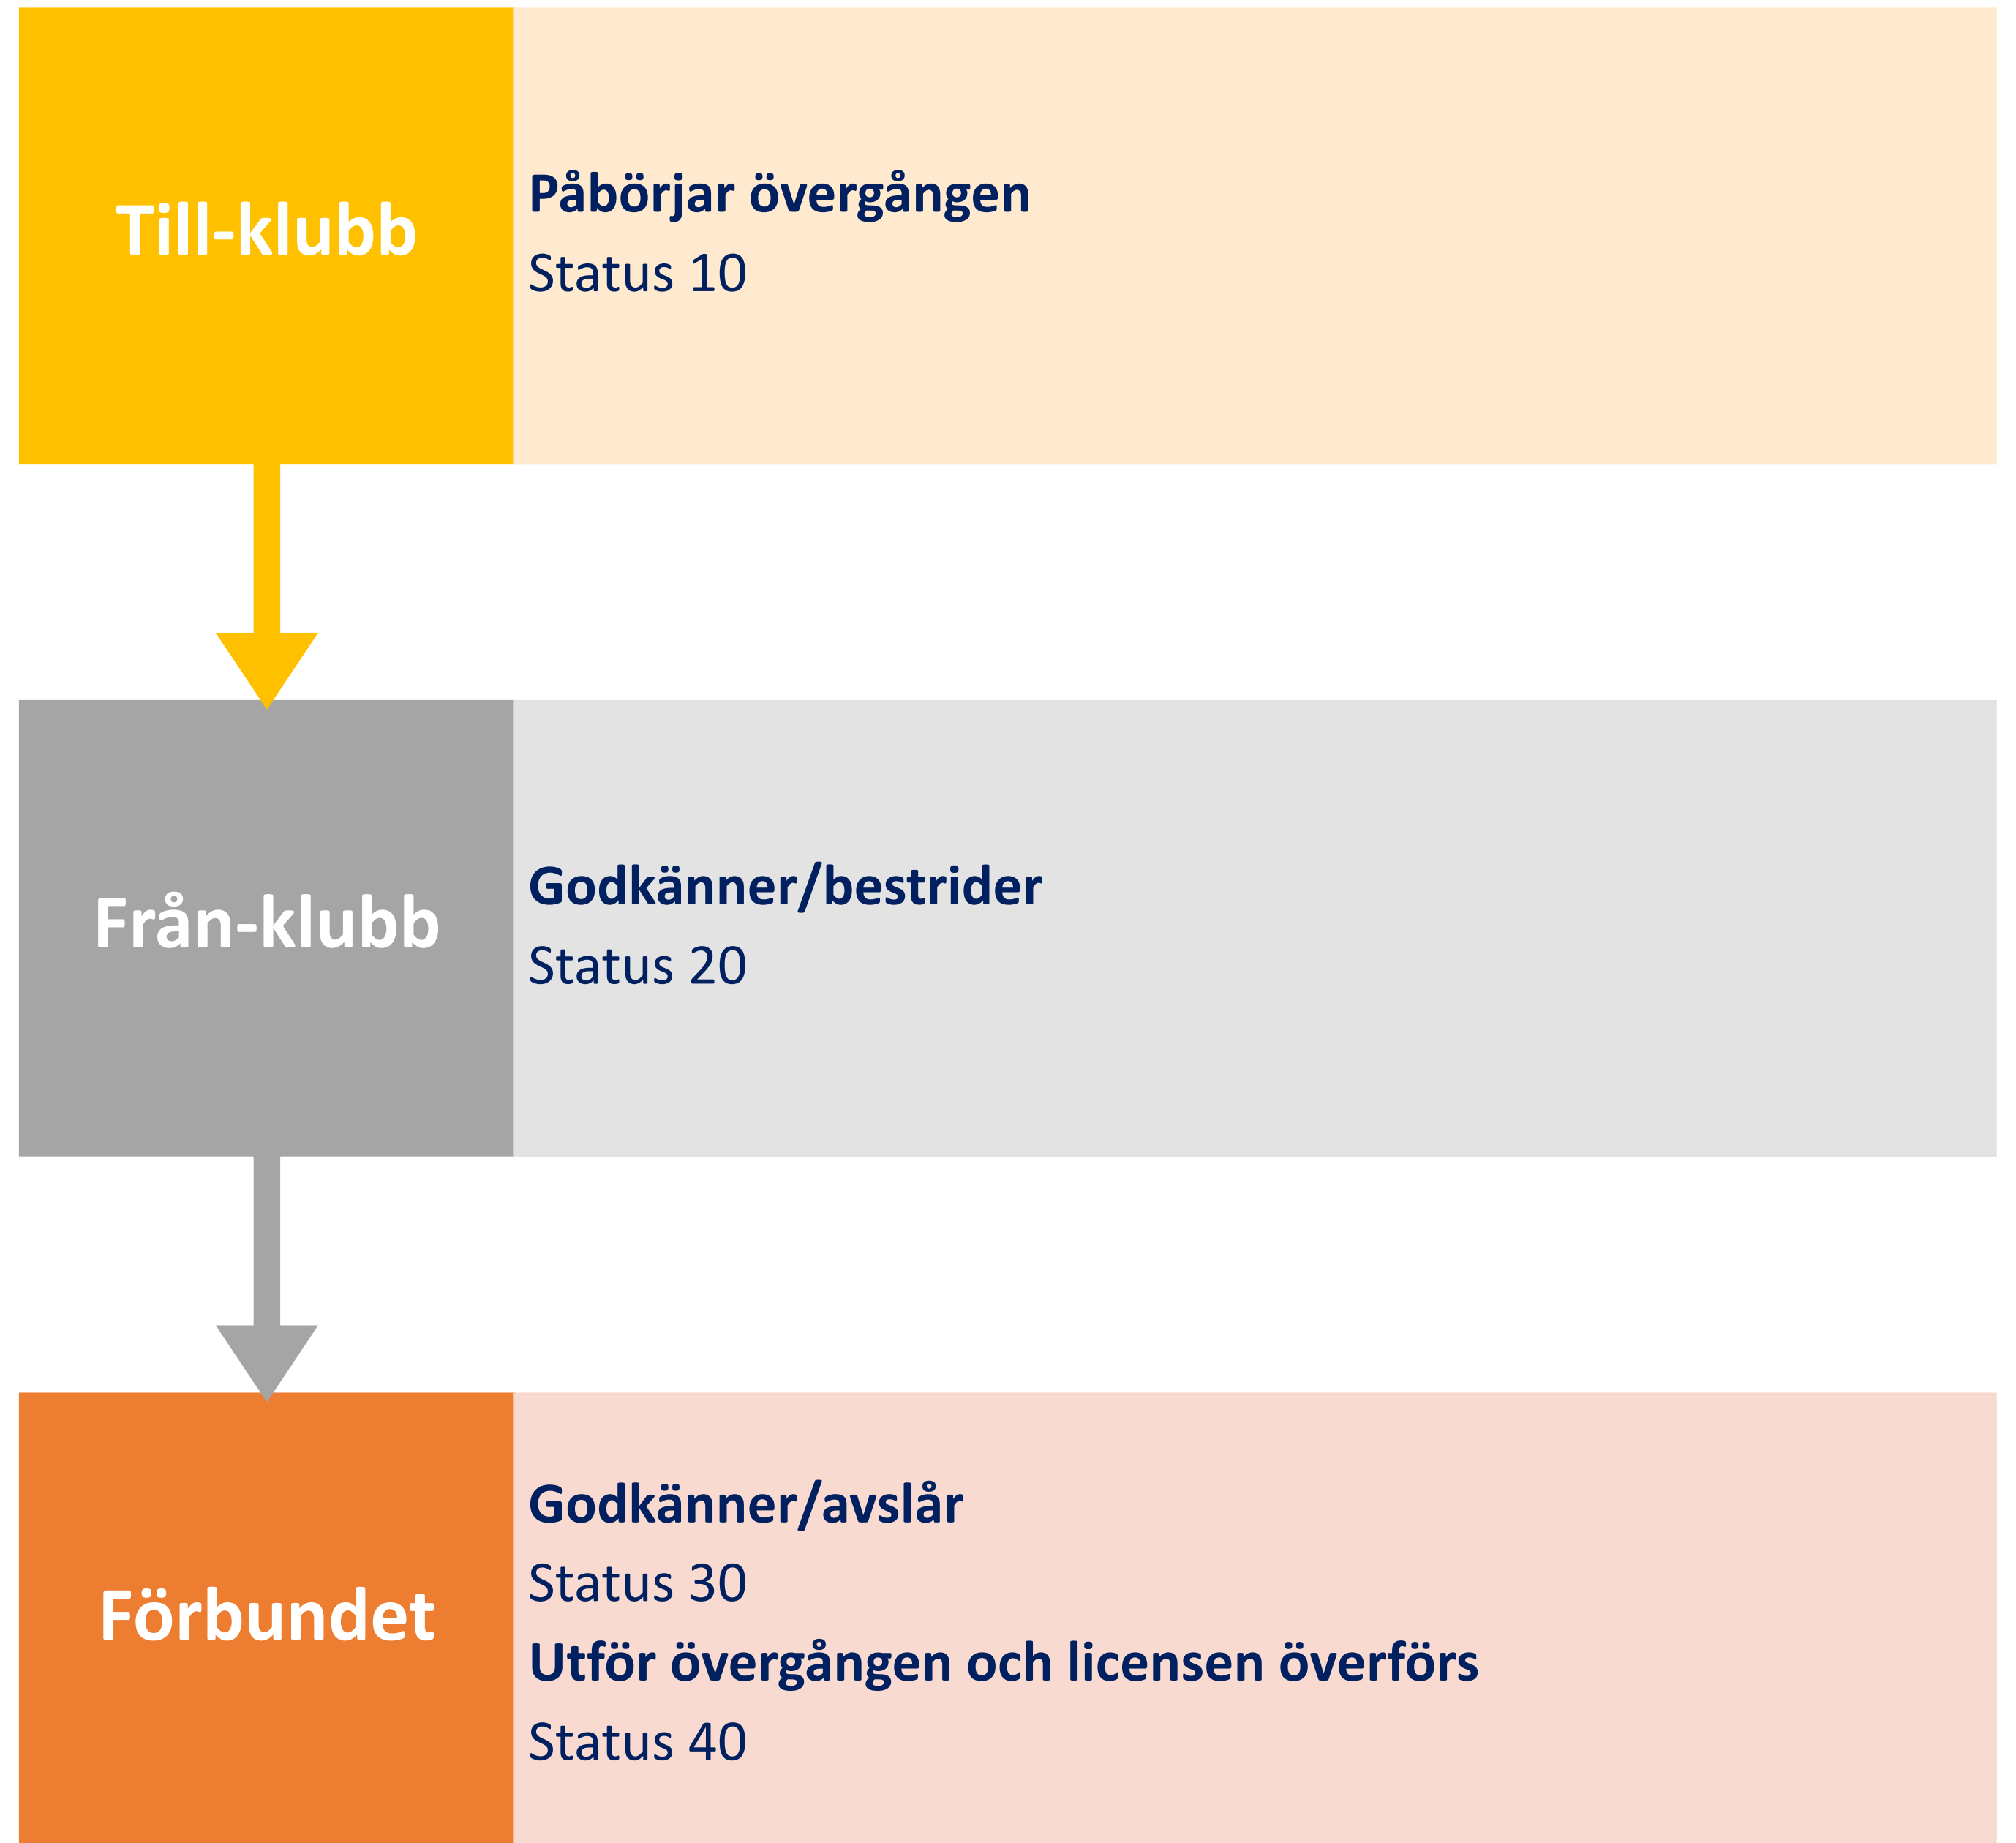 Till-klubb
Påbörjar övergången
Status 10
Från-klubb
Godkänner/bestrider
Status 20
Förbundet
Godkänner/avslår
Status 30
Utför övergången och licensen överförs
Status 40